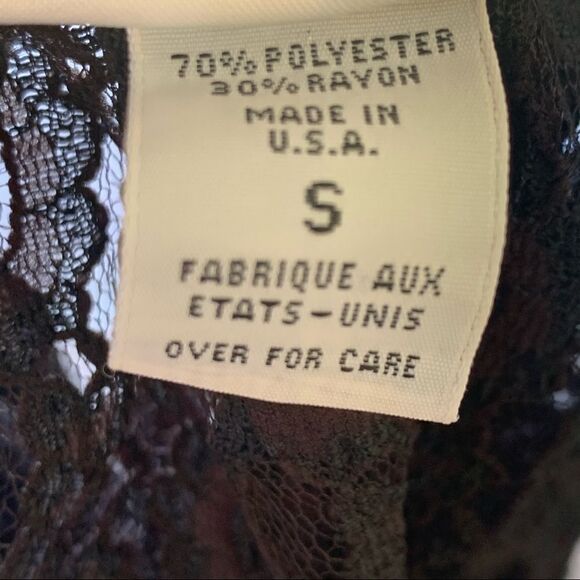 70% POLYESTER
30% RAYON
MADE IN
U.S.A.
S
FABRIQUE AUX
ETATS-UNIS
OVER FOR CARE